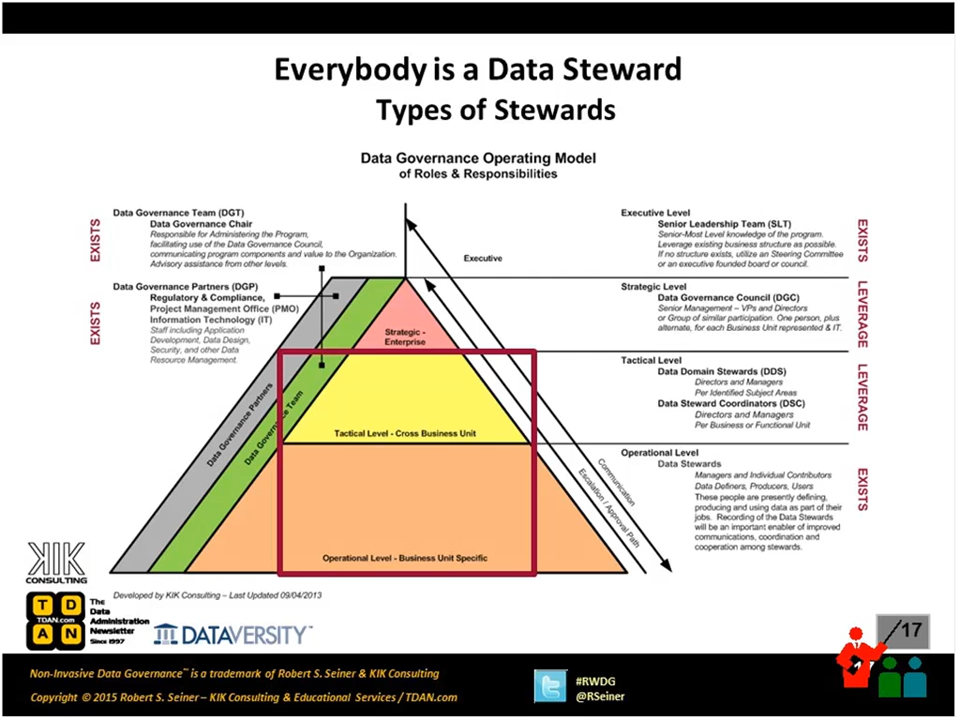 Everybody is a Data Steward
Types of Stewards
Data Governance Operating Model
of Roles & Responsibilities
EXISTS
Data Governance Team (DGT)
Data Governance Chair
Responsible for Administering the Program,
facilitating use of the Data Governance Council,
communicating program components and value to the Organization.
Advisory assistance from other levels.
EXISTS
Data Governance Partners (DGP)
Regulatory & Compliance,
Project Management Office (PMO)
Information Technology (IT)
Staff including Application
Development, Data Design,
Security, and other Data
Resource Management.
Executive
Strategic -
Enterprise
Tactical Level - Cross Business Unit
Operational Level - Business Unit Specific
Data Governance Partners
Data Governance Team
Communication
Escalation / Approval Path
Executive Level
Senior Leadership Team (SLT)
Senior-Most Level knowledge of the program.
Leverage existing business structure as possible.
If no structure exists, utilize an Steering Committee
or an executive founded board or council.
EXISTS
Strategic Level
Data Governance Council (DGC)
Senior Management – VPs and Directors
or Group of similar participation. One person, plus
alternate, for each Business Unit represented & IT.
LEVERAGE
Tactical Level
Data Domain Stewards (DDS)
Directors and Managers
Per Identified Subject Areas
Data Steward Coordinators (DSC)
Directors and Managers
Per Business or Functional Unit
LEVERAGE
Operational Level
Data Stewards
Managers and Individual Contributors
Data Definers, Producers, Users
These people are presently defining,
producing and using data as part of their
jobs. Recording of the Data Stewards
will be an important enabler of improved
communications, coordination and
cooperation among stewards.
EXISTS
KIK
CONSULTING
Developed by KIK Consulting – Last Updated 09/04/2013
T D
TDAN.com
A N
The
Data
Administration
Newsletter
Since 1997
DATAVERSITY™
/17
Non-Invasive Data Governance™ is a trademark of Robert S. Seiner & KIK Consulting
Copyright © 2015 Robert S. Seiner – KIK Consulting & Educational Services / TDAN.com
#RWDG
@RSeiner